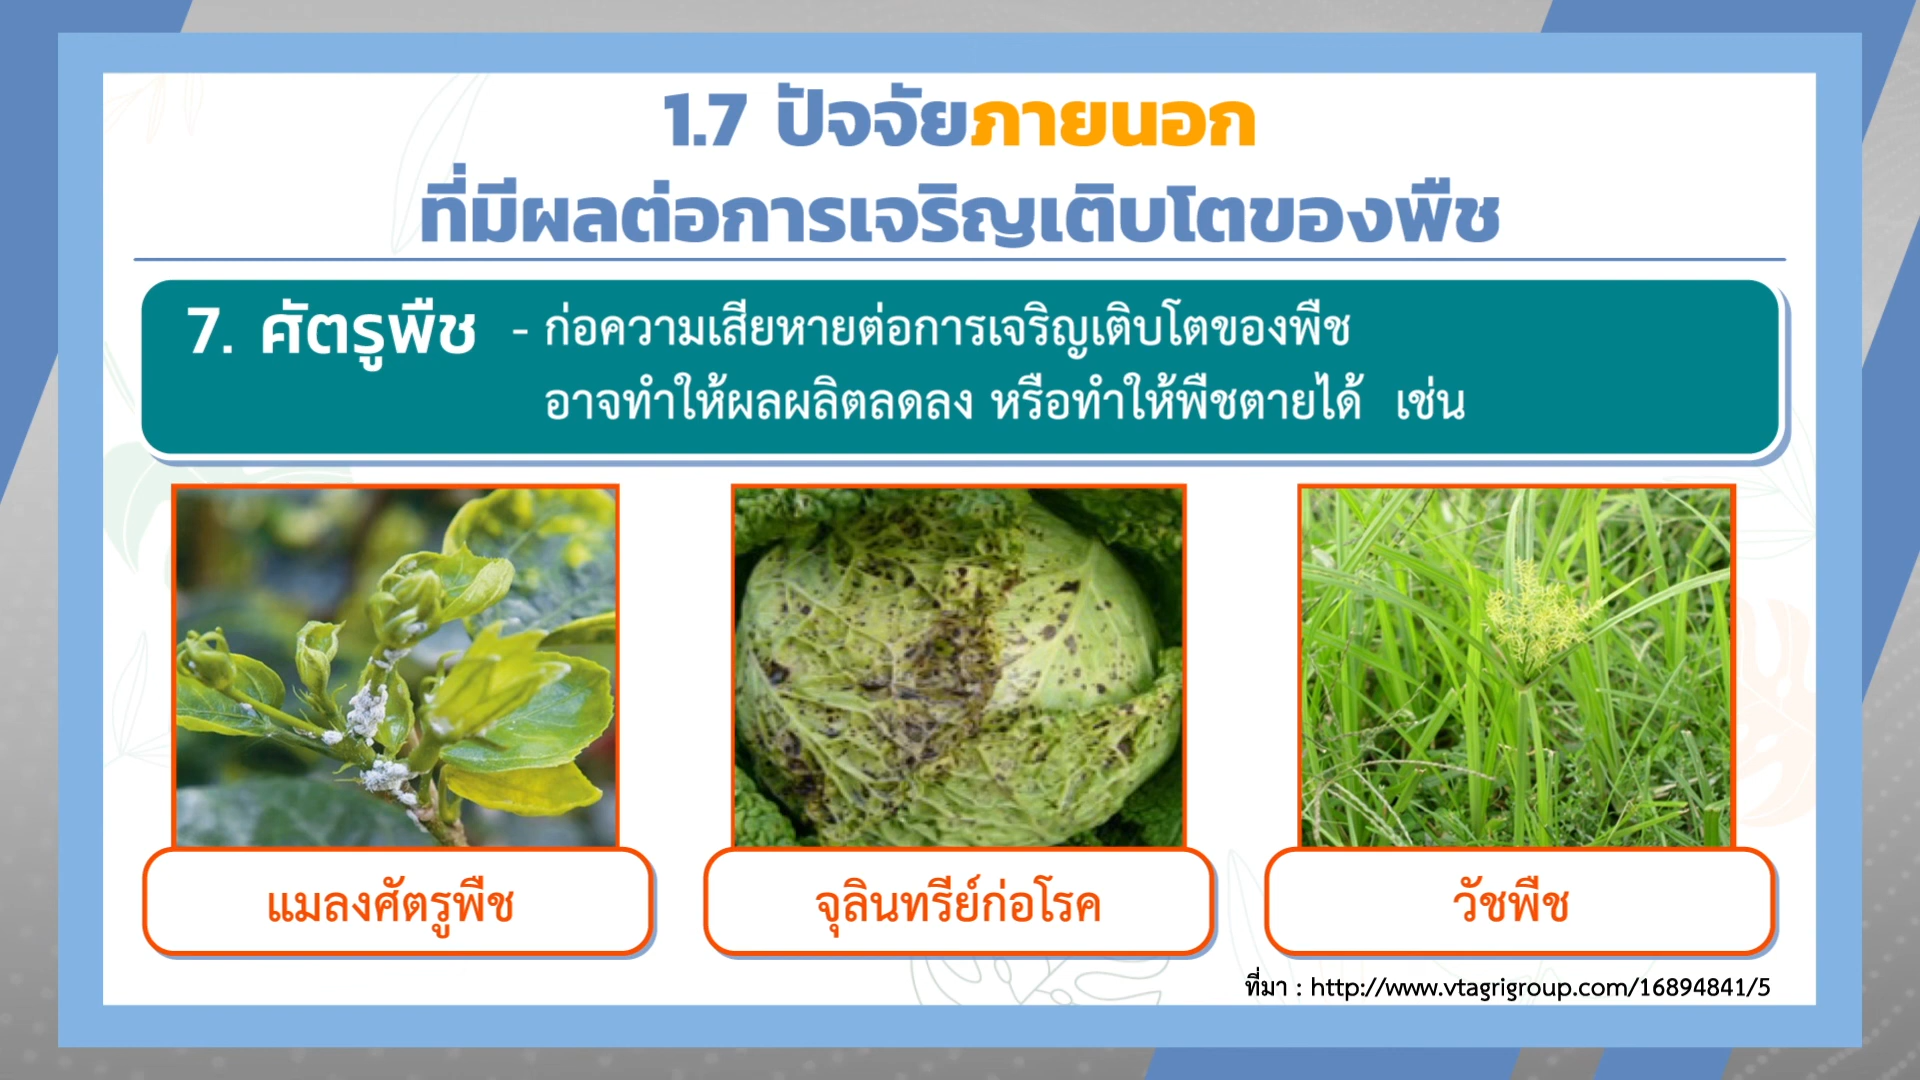 1.7 ปัจจัยภายนอก
ที่มีผลต่อการเจริญเติบโตของพืช
7. ศัตรูพืช - ก่อความเสียหายต่อการเจริญเติบโตของพืช
อาจทำให้ผลผลิตลดลง หรือทำให้พืชตายได้ เช่น
แมลงศัตรูพืช
จุลินทรีย์ก่อโรค
วัชพืช
ที่มา : http://www.vtagrigroup.com/16894841/5